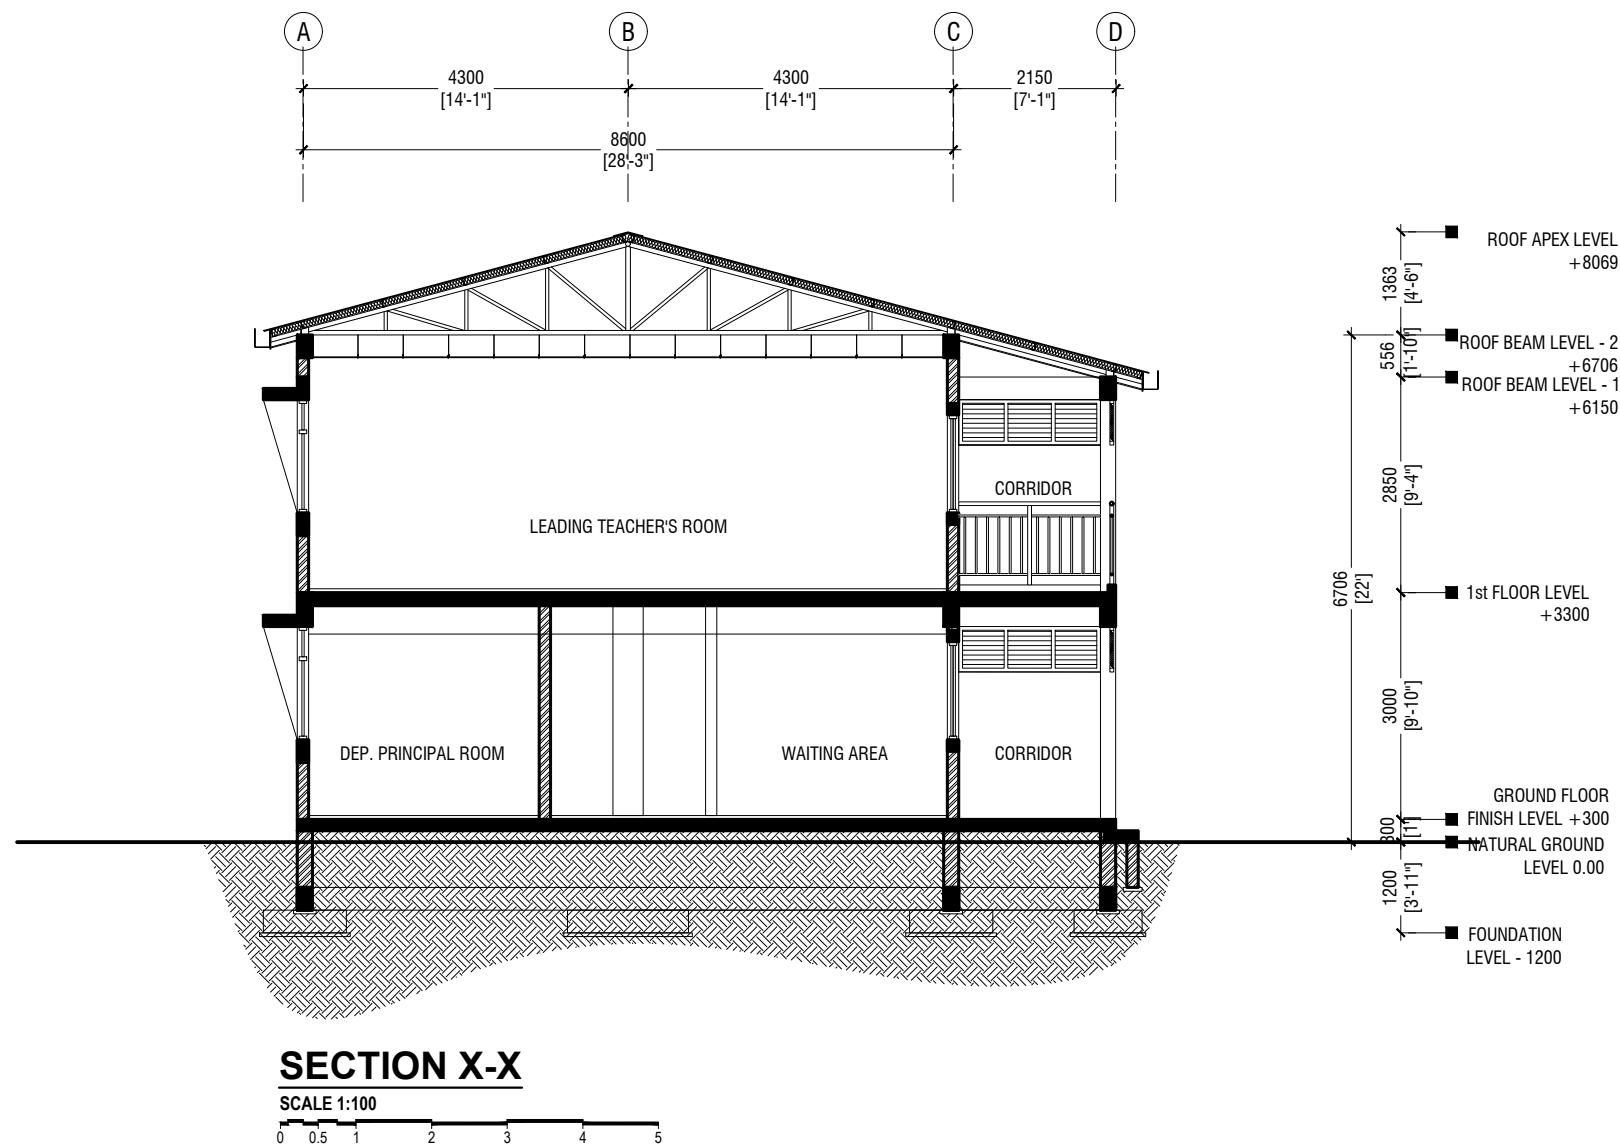 A B C D
4300 4300 2150
[14'-1"] [14'-1"] [7'-1"]
8600
[28'-3"]
ROOF APEX LEVEL
+8069
1363
[4'-6"]
ROOF BEAM LEVEL - 2
+6706
556
[1'-10"]
ROOF BEAM LEVEL - 1
+6150
CORRIDOR
2850
[9'-4"]
LEADING TEACHER'S ROOM
6706
[22']
1st FLOOR LEVEL
+3300
3000
[9'-10"]
DEP. PRINCIPAL ROOM WAITING AREA CORRIDOR
GROUND FLOOR
FINISH LEVEL +300
300
[1']
NATURAL GROUND
LEVEL 0.00
1200
[3'-11"]
FOUNDATION
LEVEL - 1200
SECTION X-X
SCALE 1:100
0 0.5 1 2 3 4 5